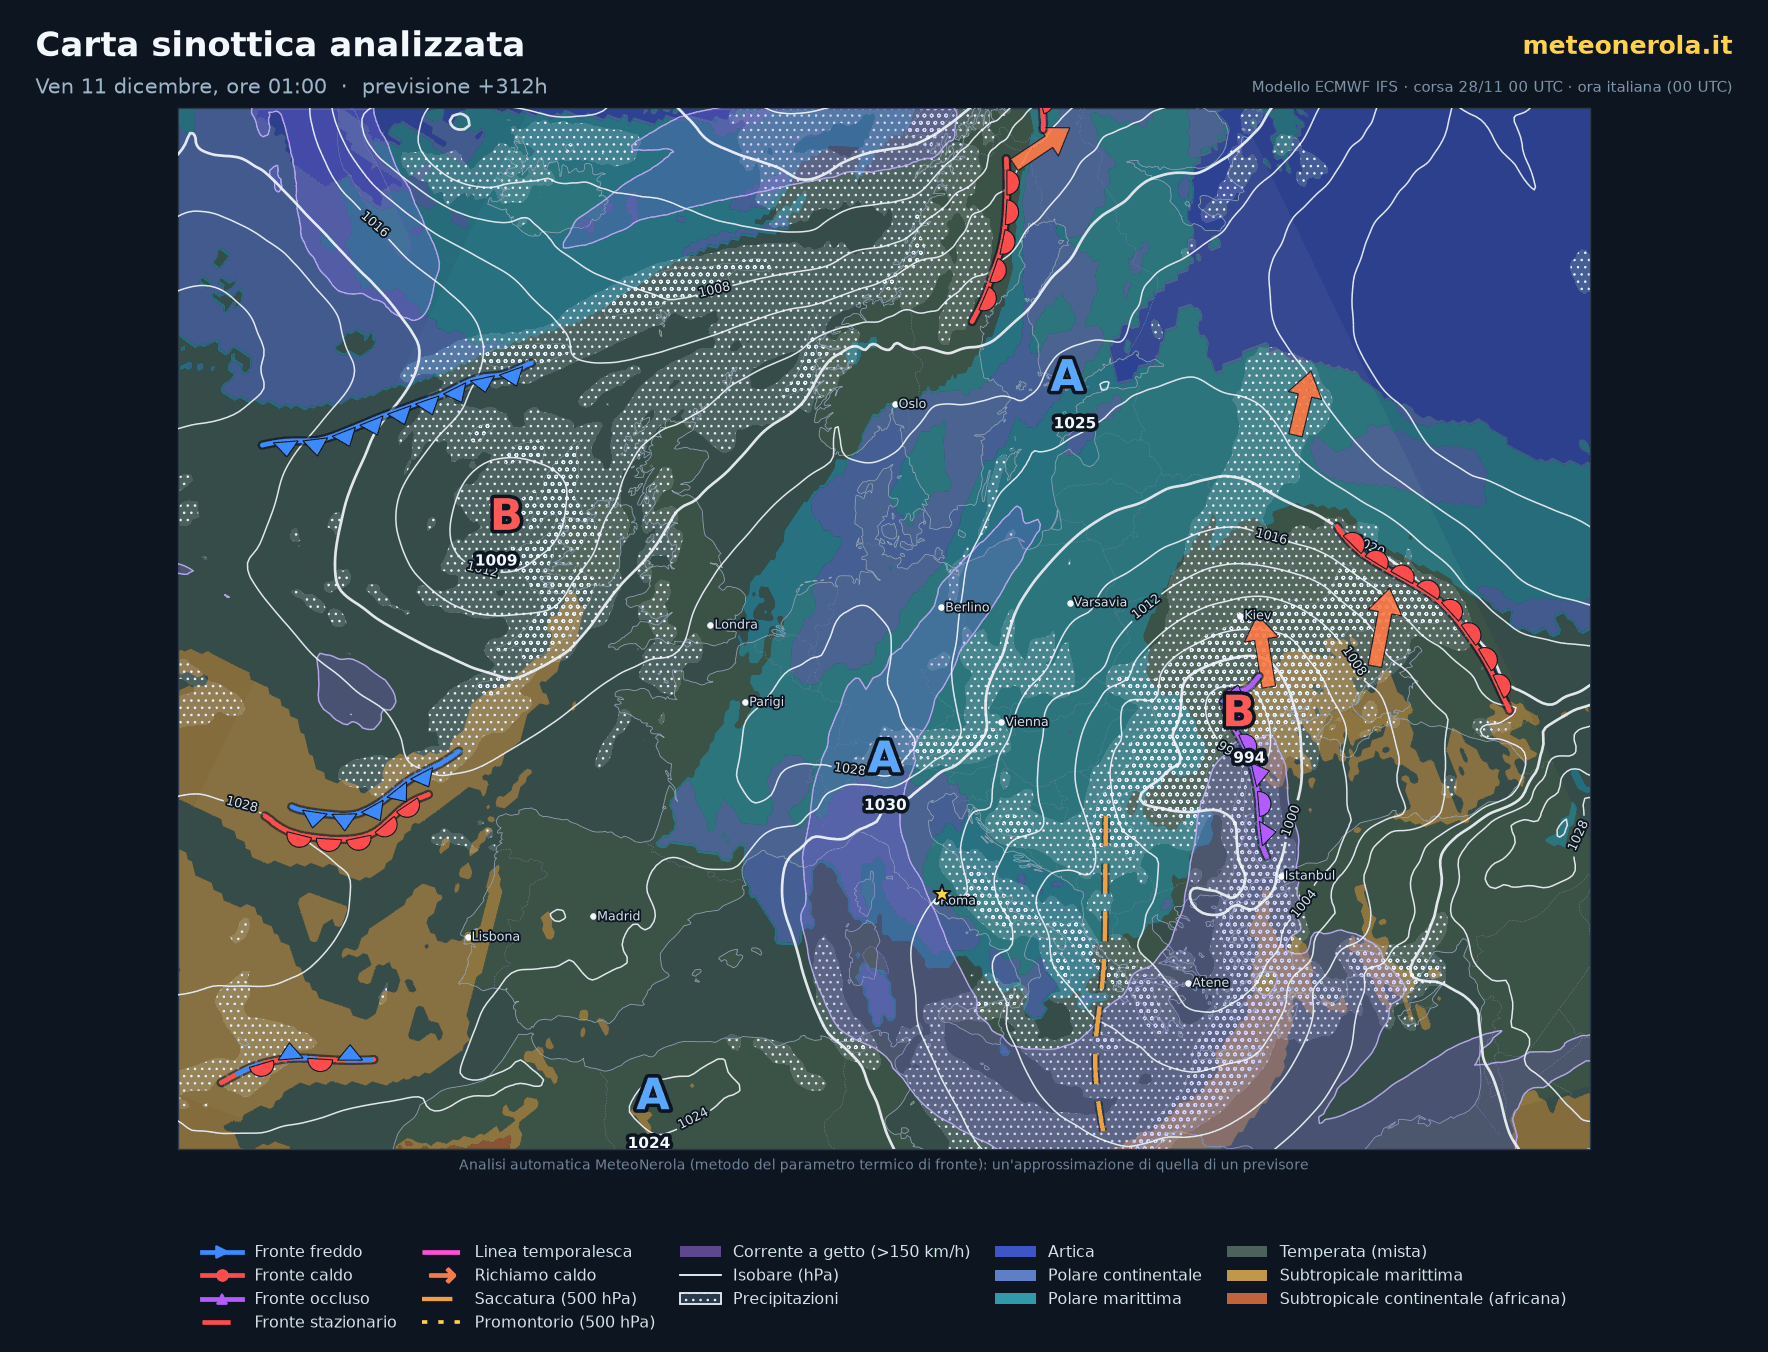 Carta sinottica analizzata
meteonerola.it
Ven 11 dicembre, ore 01:00 · previsione +312h
Modello ECMWF IFS · corsa 28/11 00 UTC · ora italiana (00 UTC)
1016
1008
A
1025
Oslo
B
1009
1012
1016
Londra
Berlino
Varsavia
1012
Kiev
1008
Parigi
Vienna
B
994
A
1028
1030
1028
1000
1028
Istanbul
1004
Roma
Madrid
Lisbona
Atene
A
1024
1024
Analisi automatica MeteoNerola (metodo del parametro termico di fronte): un'approssimazione di quella di un previsore
Fronte freddo
Fronte caldo
Fronte occluso
Fronte stazionario
Linea temporalesca
Richiamo caldo
Saccatura (500 hPa)
Promontorio (500 hPa)
Corrente a getto (>150 km/h)
Isobare (hPa)
Precipitazioni
Artica
Polare continentale
Polare marittima
Temperata (mista)
Subtropicale marittima
Subtropicale continentale (africana)